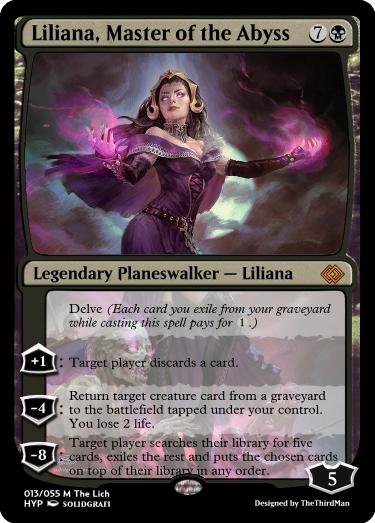 Liliana, Master of the Abyss 7
Legendary Planeswalker — Liliana
Delve (Each card you exile from your graveyard
while casting this spell pays for 1 .)
+1 : Target player discards a card.
-4 : Return target creature card from a graveyard
to the battlefield tapped under your control.
You lose 2 life.
-8 : Target player searches their library for five
cards, exiles the rest and puts the chosen cards
on top of their library in any order.
5
013/055 M The Lich
HYP SOLIDGRAFI
Designed by TheThirdMan